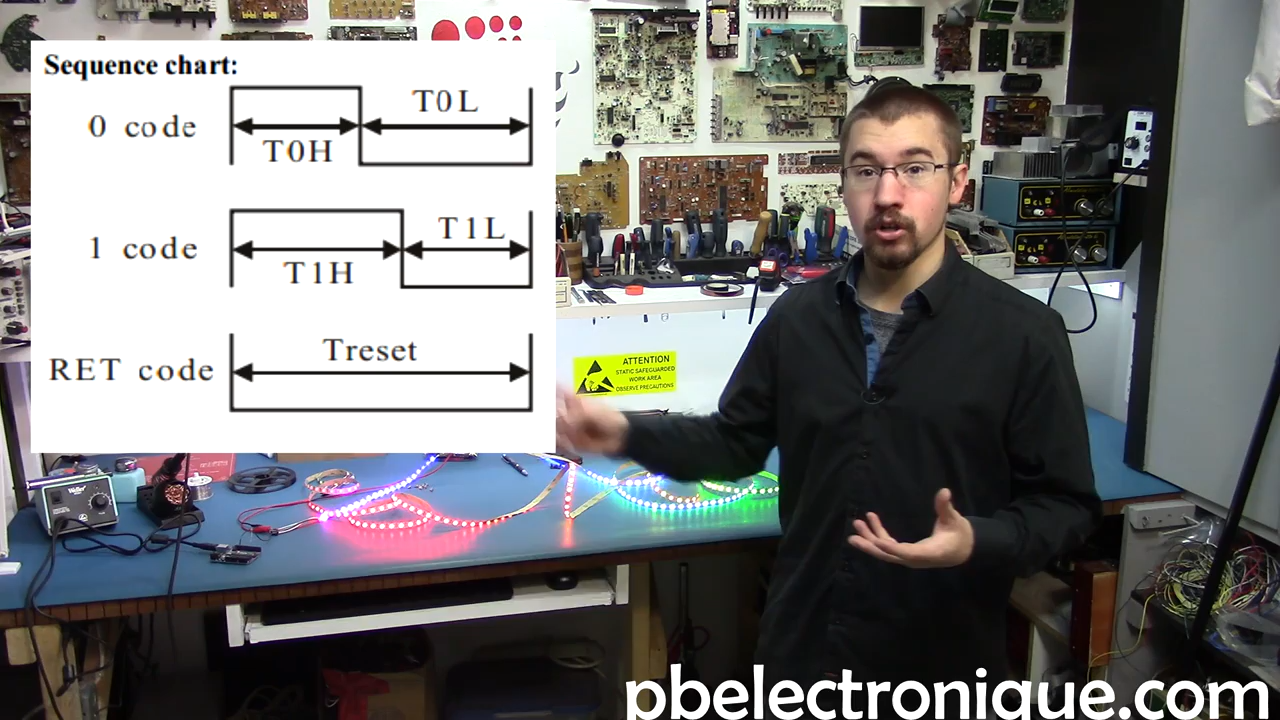 Sequence chart:
0 code
T0H
T0L
1 code
T1H
T1L
RET code
Treset
ATTENTION
STATIC SAFEGUARDED
WORK AREA
OBSERVE PRECAUTIONS
Weller
pbelectronique.com